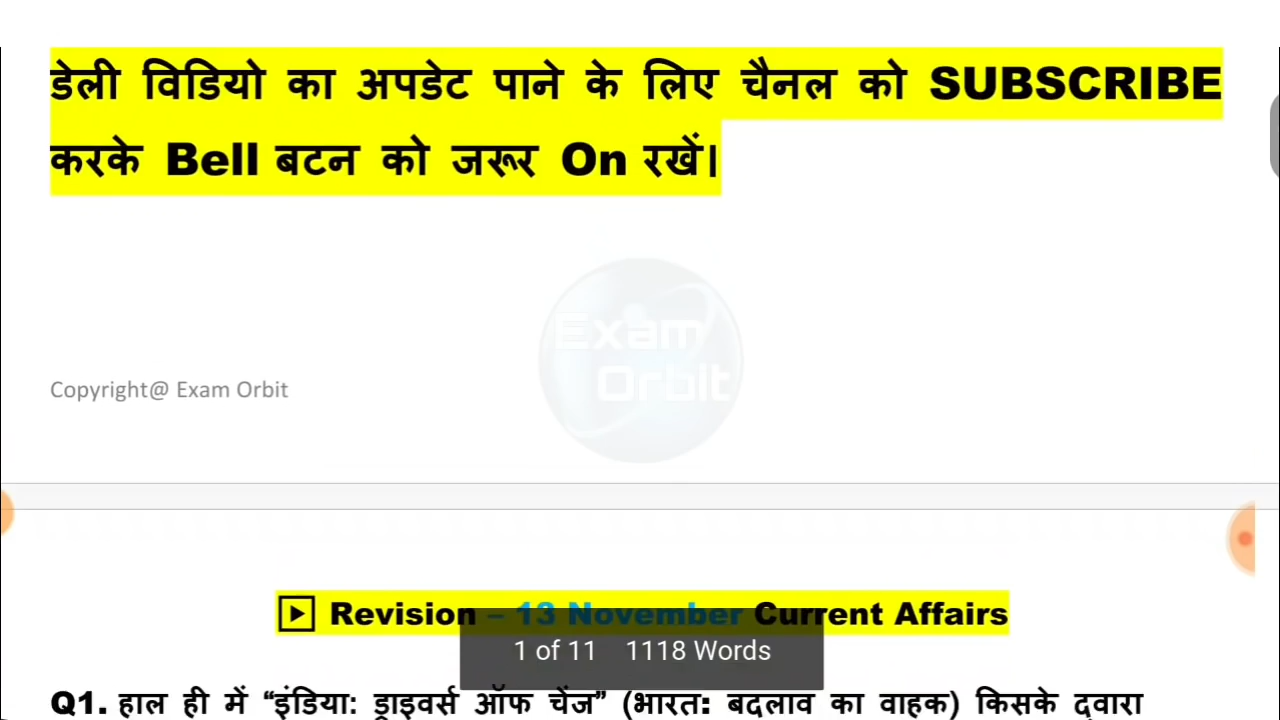 डेली विडियो का अपडेट पाने के लिए चैनल को SUBSCRIBE
करके Bell बटन को जरूर On रखें।
Exam
Orbit
Copyright@ Exam Orbit
Revision – 13 November Current Affairs
1 of 11 1118 Words
Q1. हाल ही में “इंडिया: ड्राइवर्स ऑफ चेंज” (भारत: बदलाव का वाहक) किसके द्वारा